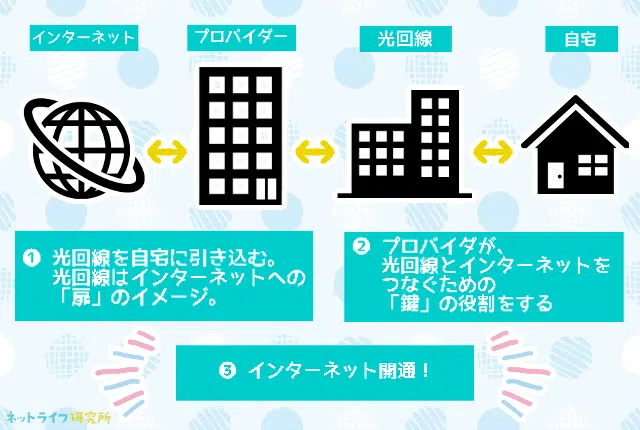 インターネット
プロバイダー
光回線
自宅
❶ 光回線を自宅に引き込む。
光回線はインターネットへの
「扉」のイメージ。
❷ プロバイダが、
光回線とインターネットを
つなぐための
「鍵」の役割をする
❸ インターネット開通！
ネットライフ研究所